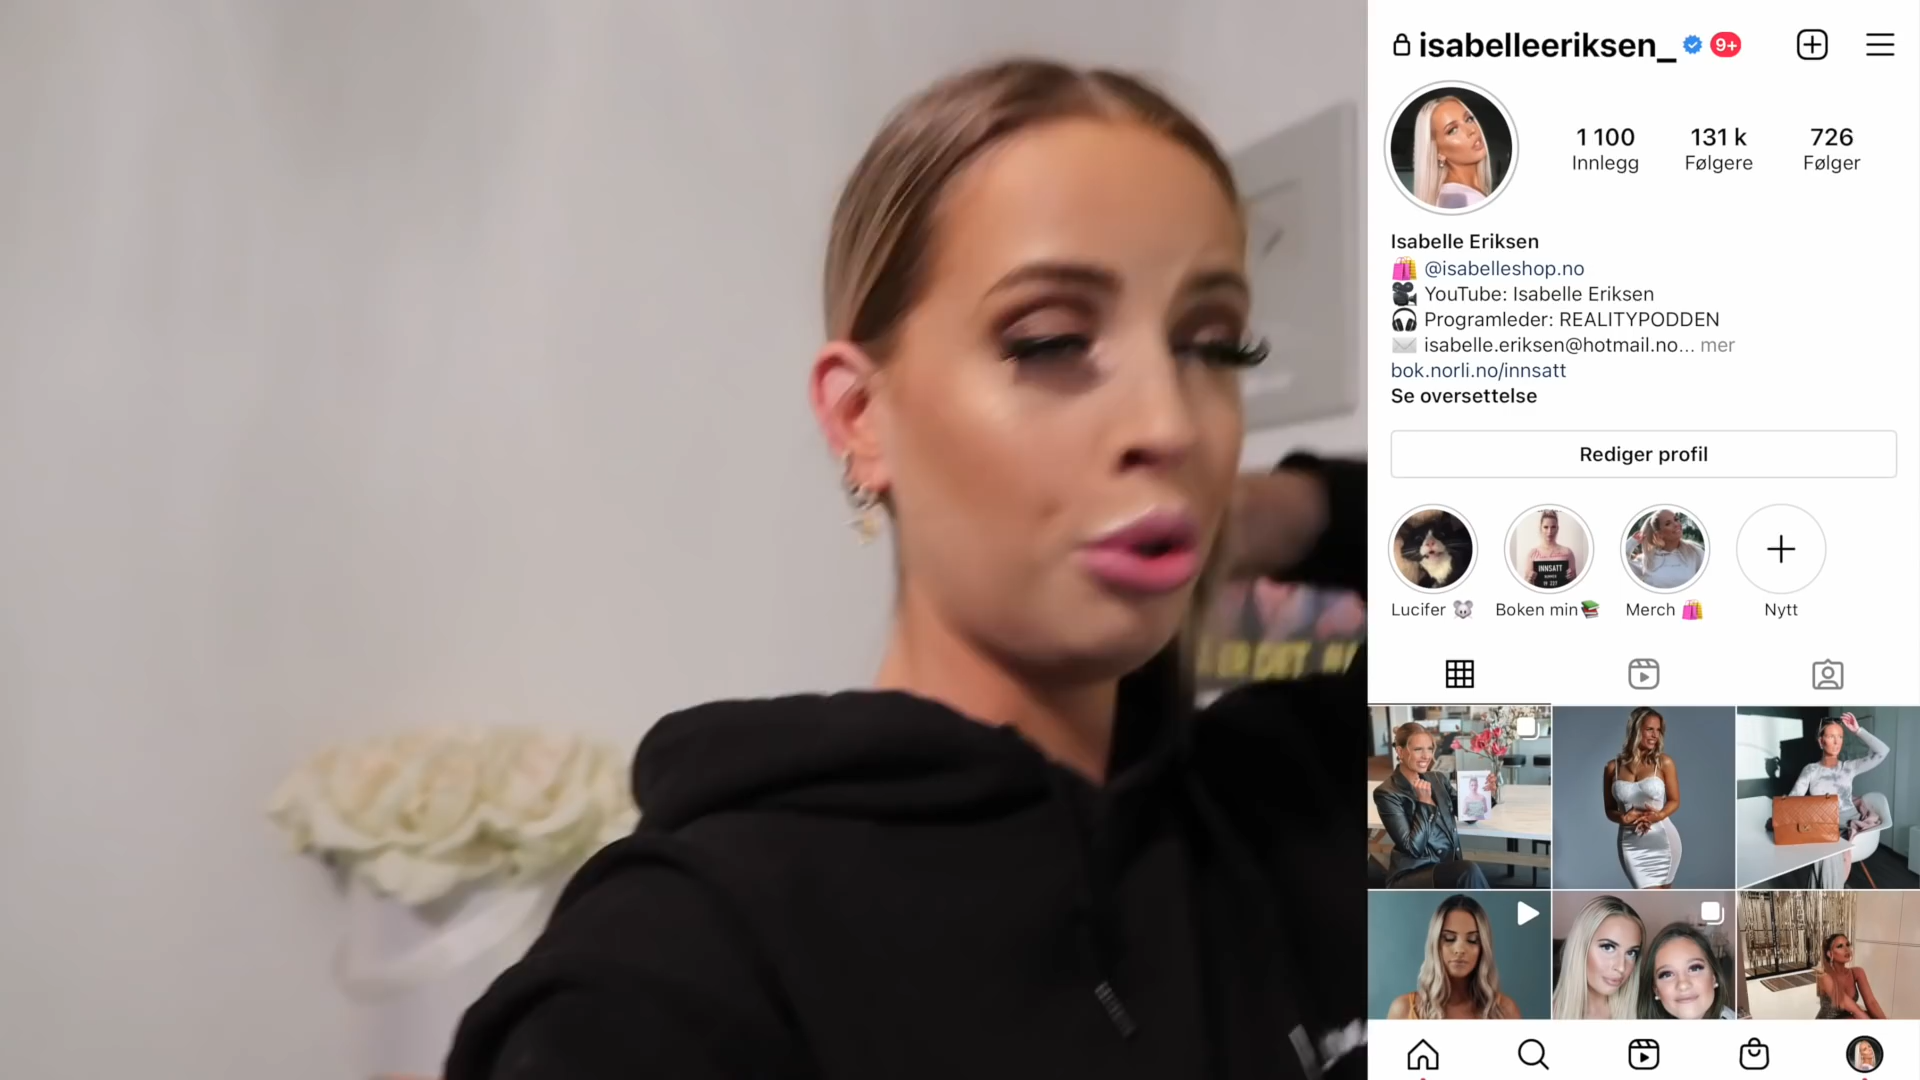 isabelleeriksen_ 9+
1 100 131 k 726
Innlegg Følgere Følger
Isabelle Eriksen
@isabelleshop.no
YouTube: Isabelle Eriksen
Programleder: REALITYPODDEN
isabelle.eriksen@hotmail.no... mer
bok.norli.no/innsatt
Se oversettelse
Rediger profil
INNSATT
Lucifer Boken min Merch Nytt